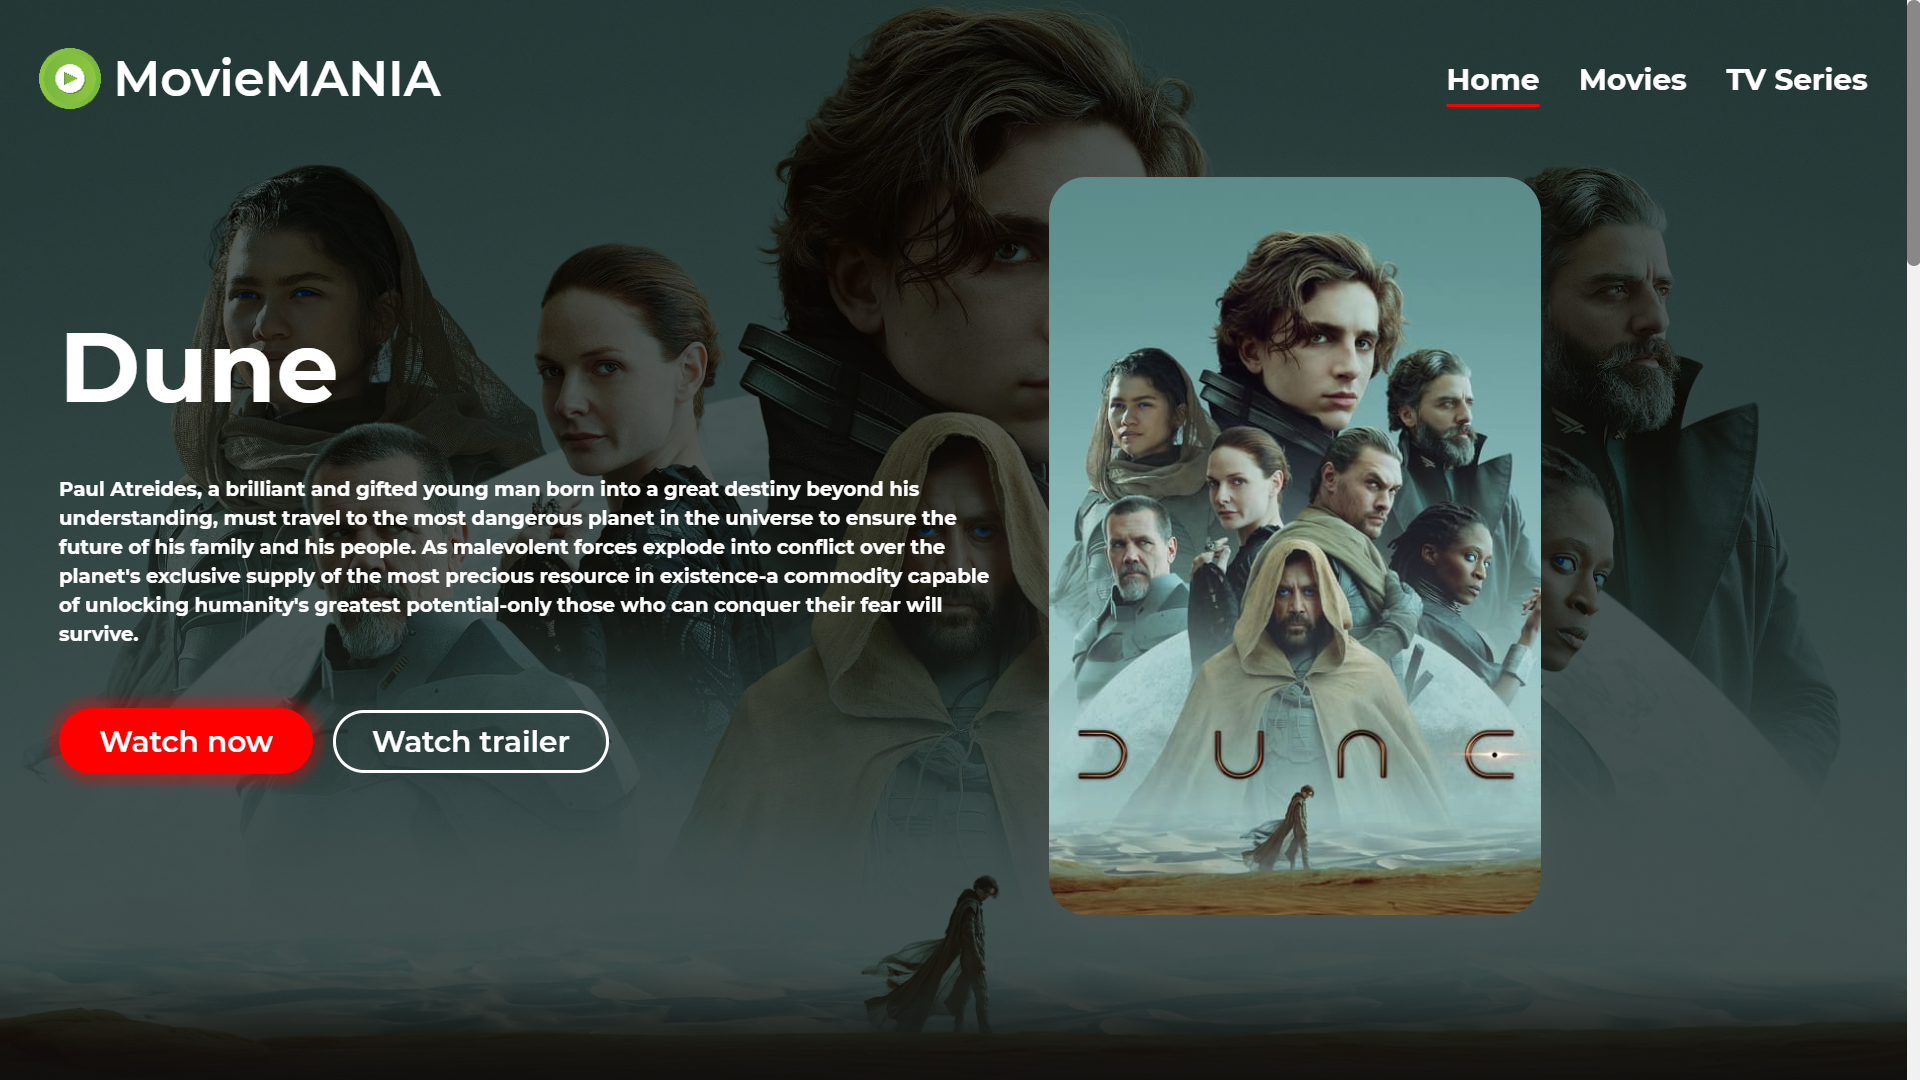 MovieMANIA
Home
Movies
TV Series
Dune
Paul Atreides, a brilliant and gifted young man born into a great destiny beyond his
understanding, must travel to the most dangerous planet in the universe to ensure the
future of his family and his people. As malevolent forces explode into conflict over the
planet's exclusive supply of the most precious resource in existence-a commodity capable
of unlocking humanity's greatest potential-only those who can conquer their fear will
survive.
Watch now
Watch trailer
DUNE